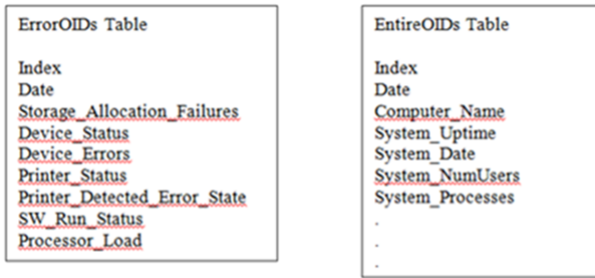 ErrorOIDs Table
Index
Date
Storage_Allocation_Failures
Device_Status
Device_Errors
Printer_Status
Printer_Detected_Error_State
SW_Run_Status
Processor_Load
EntireOIDs Table
Index
Date
Computer_Name
System_Uptime
System_Date
System_NumUsers
System_Processes
.
.
.